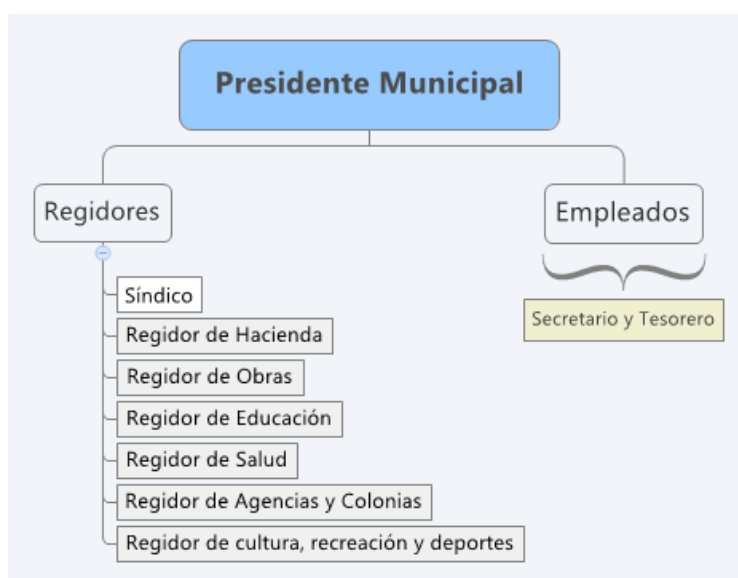 Presidente Municipal
Regidores
Empleados
Síndico
Regidor de Hacienda
Regidor de Obras
Regidor de Educación
Regidor de Salud
Regidor de Agencias y Colonias
Regidor de cultura, recreación y deportes
Secretario y Tesorero